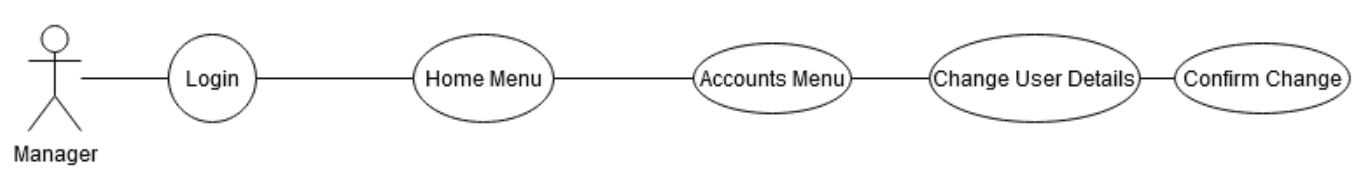 Login
Home Menu
Accounts Menu
Change User Details
Confirm Change
Manager